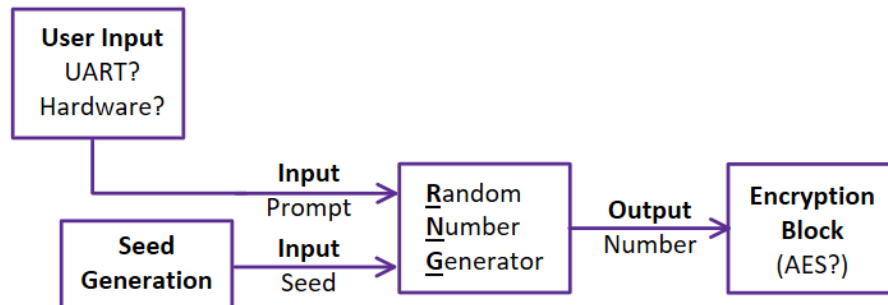 User Input
UART?
Hardware?
Input
Prompt
Seed
Generation
Input
Seed
Random
Number
Generator
Output
Number
Encryption
Block
(AES?)